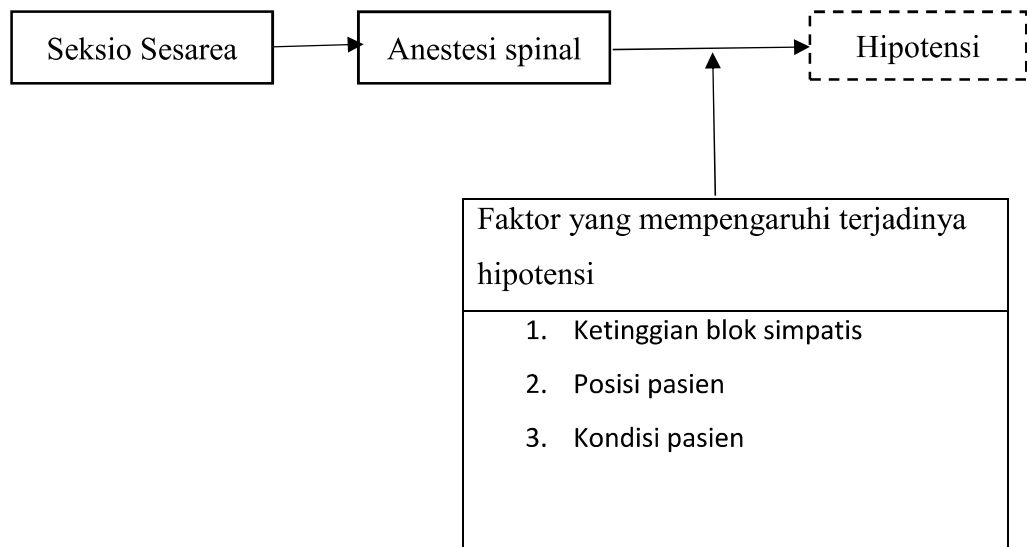 Seksio Sesarea
Anestesi spinal
Hipotensi
Faktor yang mempengaruhi terjadinya
hipotensi
1. Ketinggian blok simpatis
2. Posisi pasien
3. Kondisi pasien